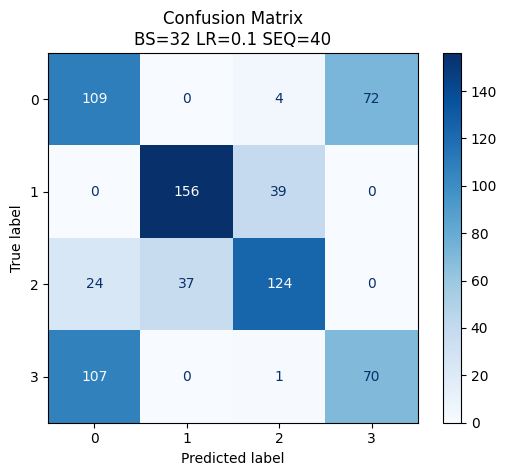 Confusion Matrix
BS=32 LR=0.1 SEQ=40
0 109 0 4 72
1 0 156 39 0
2 24 37 124 0
3 107 0 1 70
0 1 2 3
True label
Predicted label
140
120
100
80
60
40
20
0